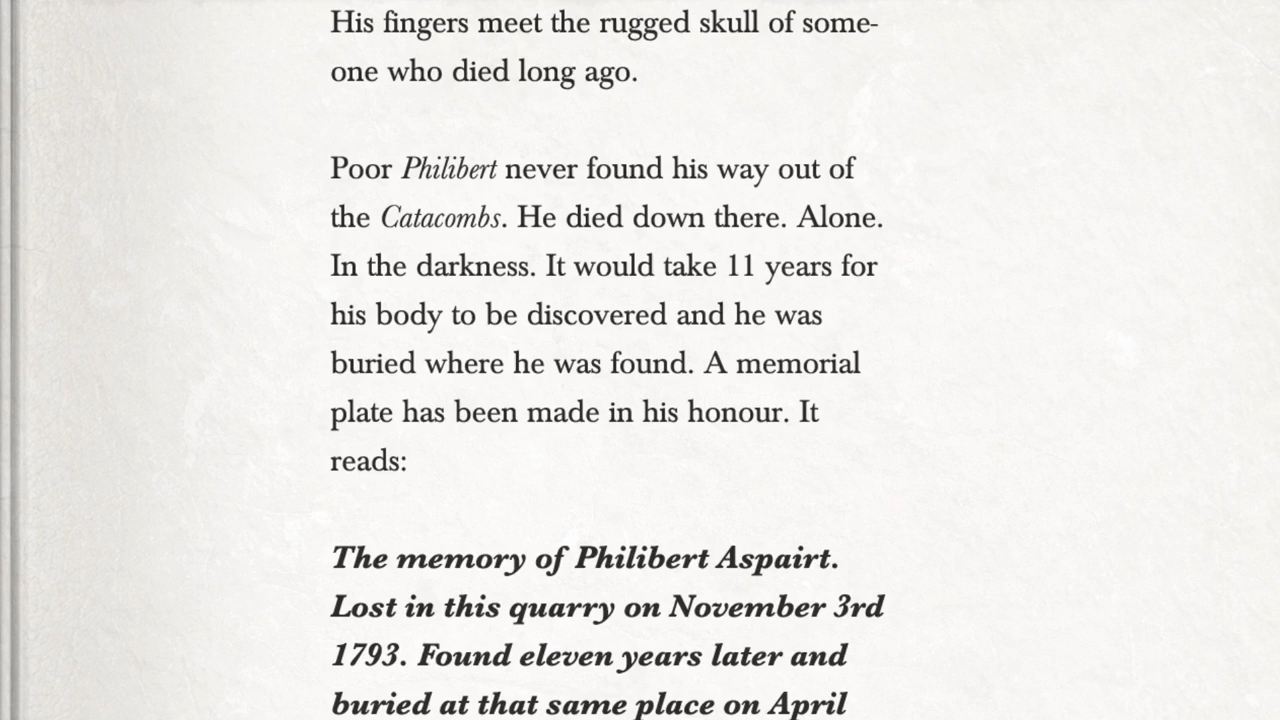 His fingers meet the rugged skull of some-
one who died long ago.
Poor Philibert never found his way out of
the Catacombs. He died down there. Alone.
In the darkness. It would take 11 years for
his body to be discovered and he was
buried where he was found. A memorial
plate has been made in his honour. It
reads:
The memory of Philibert Aspairt.
Lost in this quarry on November 3rd
1793. Found eleven years later and
buried at that same place on April